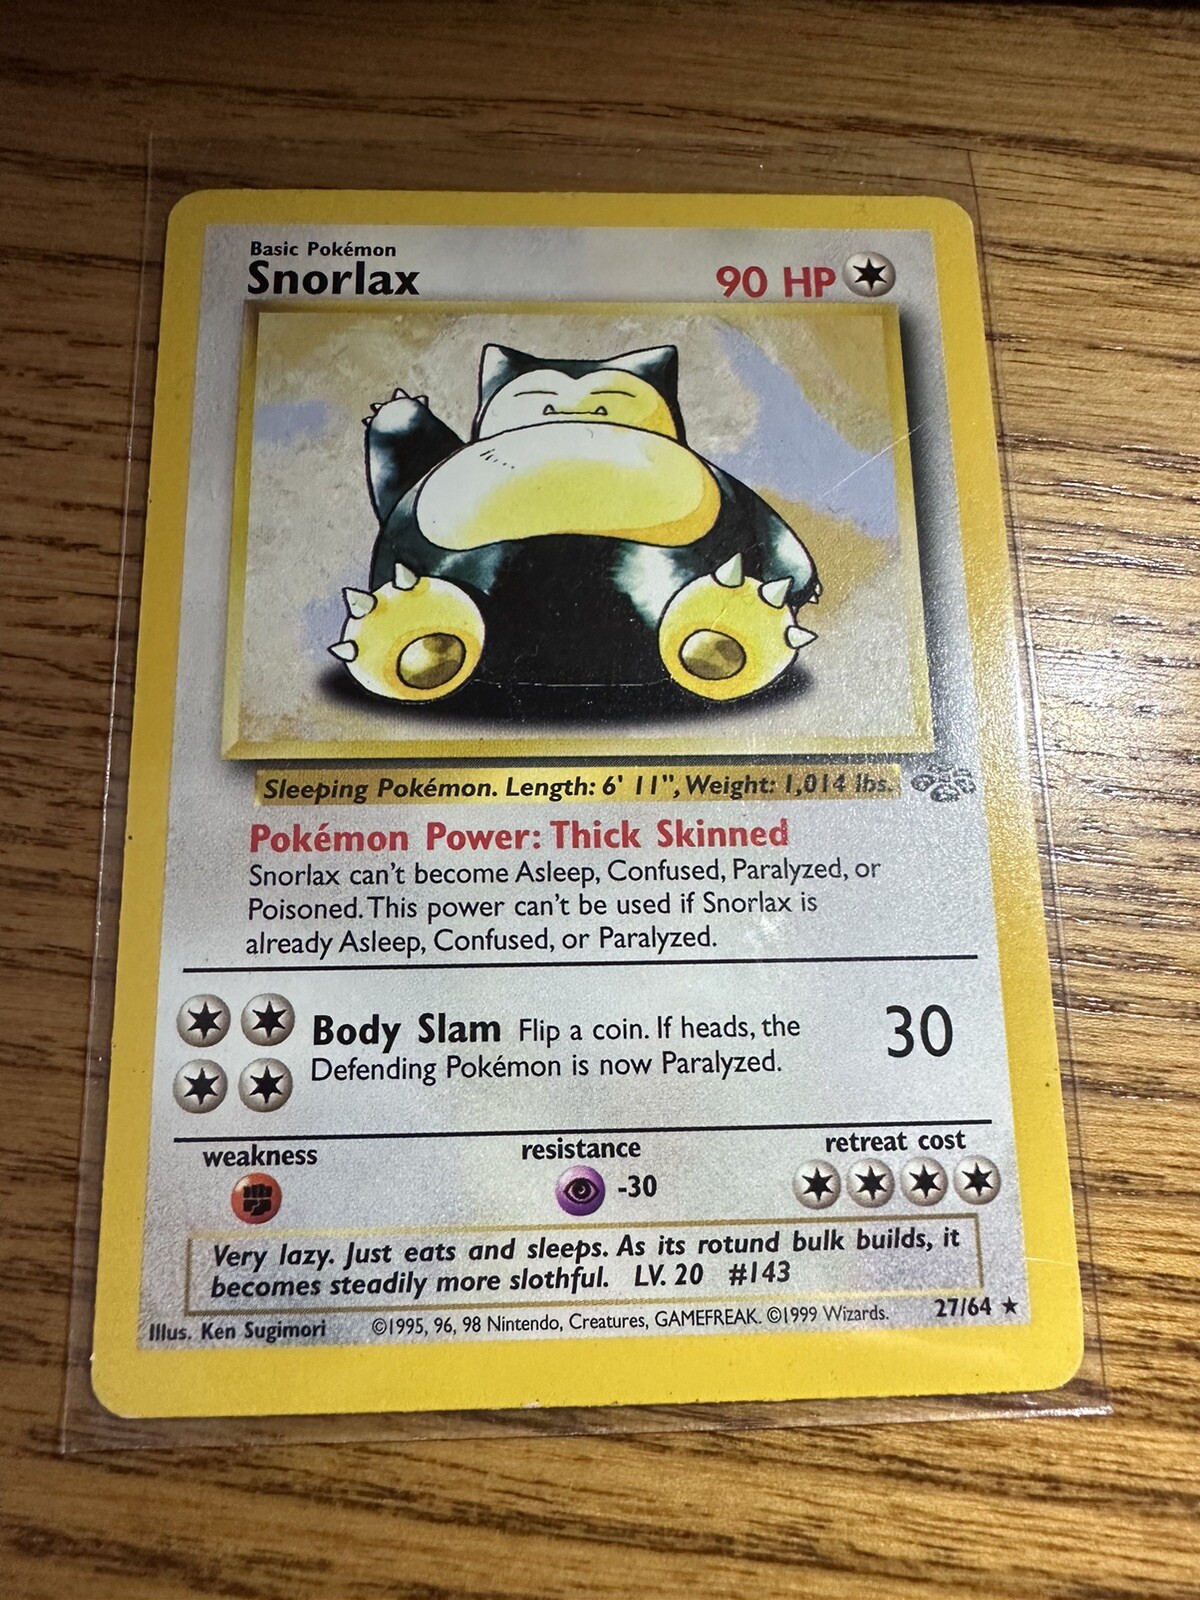 Basic Pokémon
Snorlax 90 HP
Sleeping Pokémon. Length: 6' 11", Weight: 1,014 lbs.
Pokémon Power: Thick Skinned
Snorlax can't become Asleep, Confused, Paralyzed, or
Poisoned. This power can't be used if Snorlax is
already Asleep, Confused, or Paralyzed.
Body Slam Flip a coin. If heads, the
Defending Pokémon is now Paralyzed.
30
weakness resistance retreat cost
-30
Very lazy. Just eats and sleeps. As its rotund bulk builds, it
becomes steadily more slothful. LV. 20 #143
Illus. Ken Sugimori ©1995, 96, 98 Nintendo, Creatures, GAMEFREAK. ©1999 Wizards. 27/64 ★